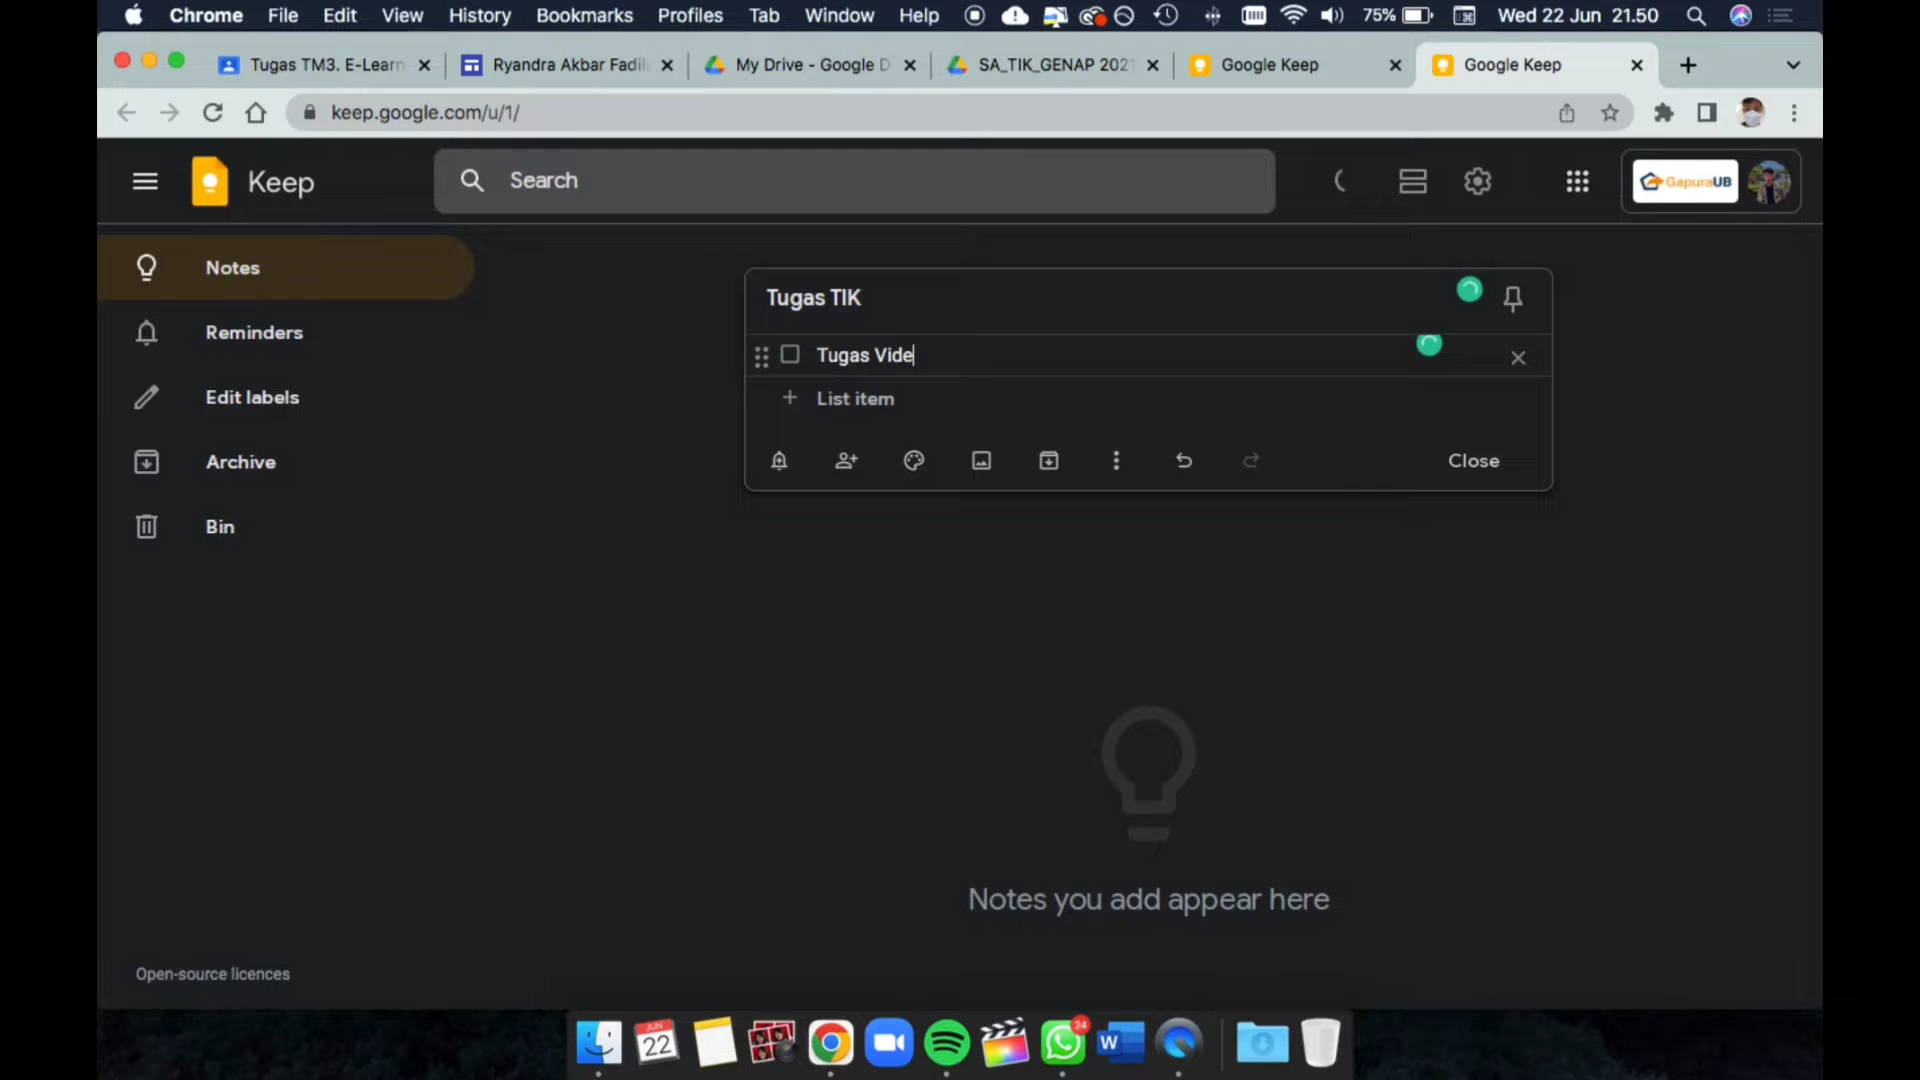 Chrome File Edit View History Bookmarks Profiles Tab Window Help 75% Wed 22 Jun 21.50
Tugas TM3. E-Learn Ryandra Akbar Fadil My Drive - Google D SA_TIK_GENAP 2021 Google Keep Google Keep
keep.google.com/u/1/
Keep Search GapuraUB
Notes
Reminders
Edit labels
Archive
Bin
Tugas TIK
Tugas Vide
+ List item
Close
Notes you add appear here
Open-source licences
JUN
22
24
W